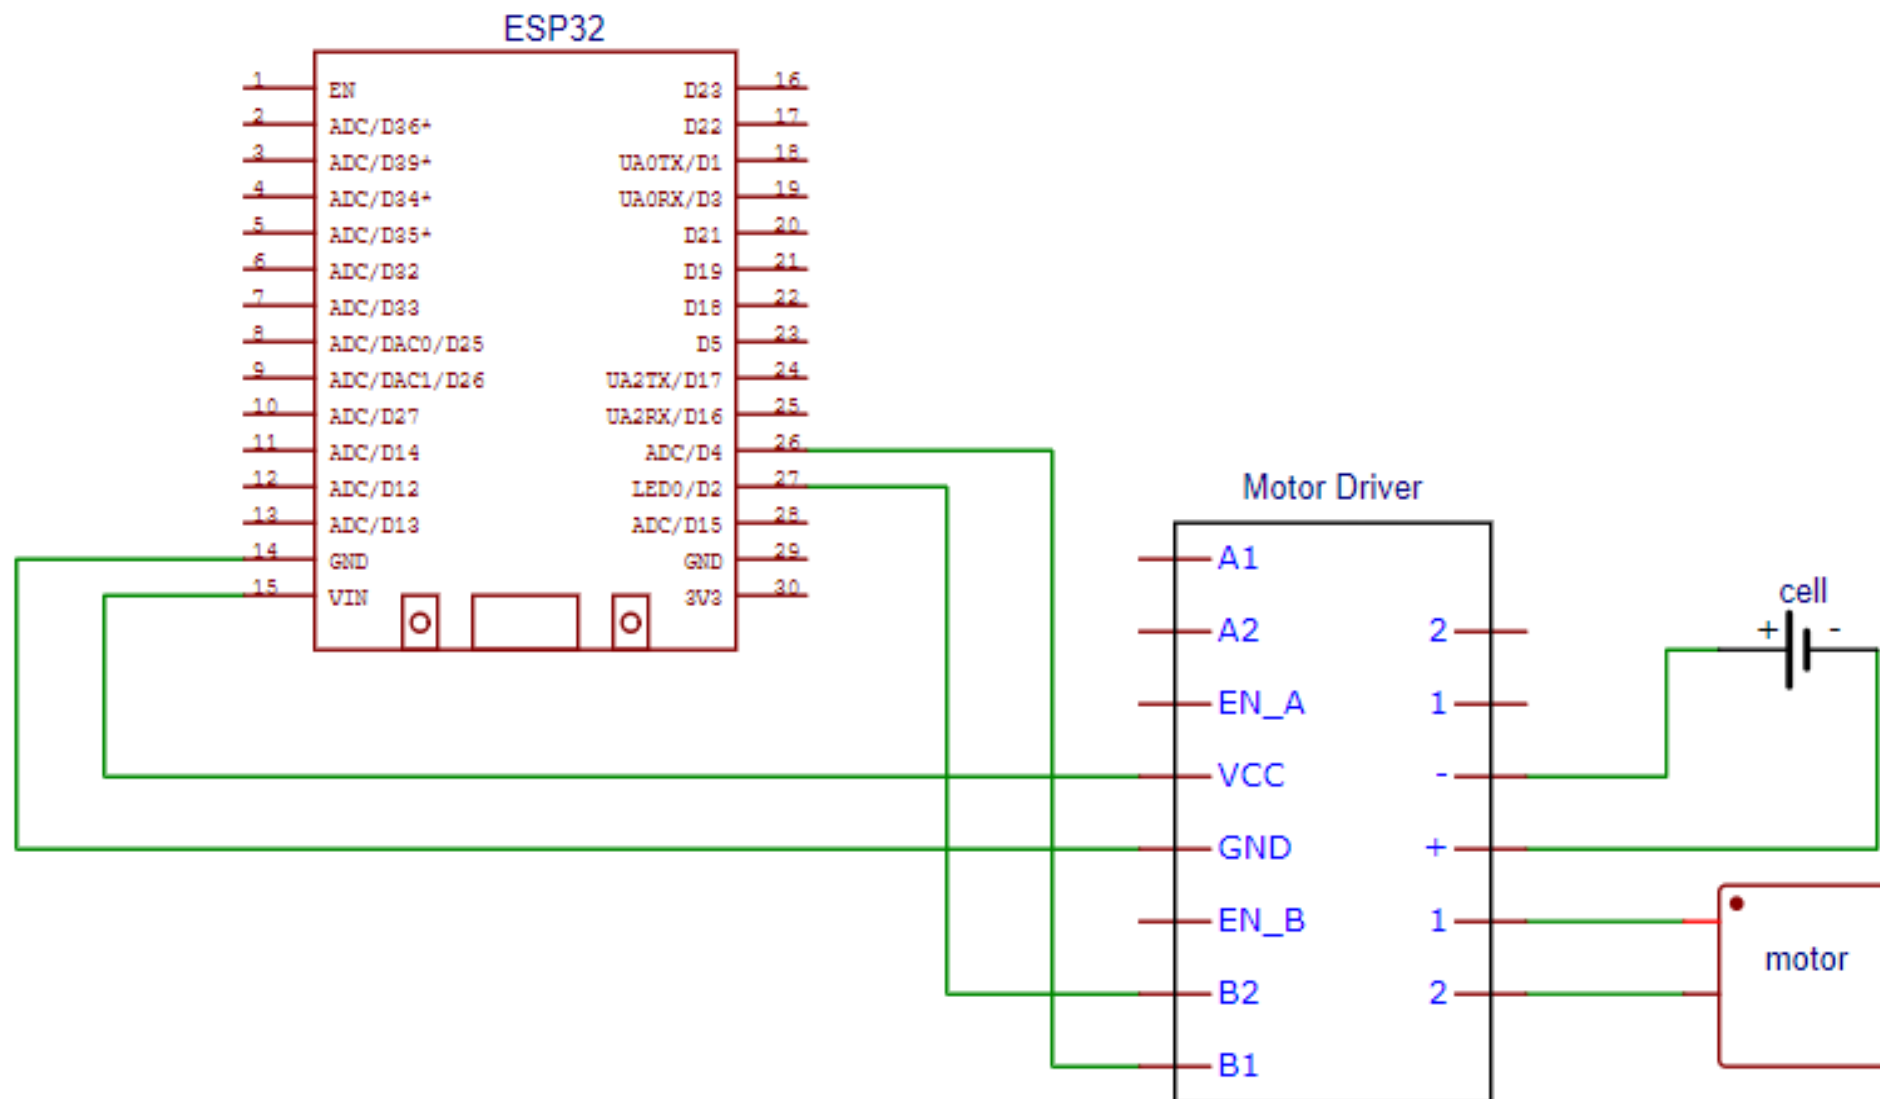 ESP32
1 EN D23 16
2 ADC/D36* D22 17
3 ADC/D39* UA0TX/D1 18
4 ADC/D34* UA0RX/D3 19
5 ADC/D35* D21 20
6 ADC/D32 D19 21
7 ADC/D33 D18 22
8 ADC/DAC0/D25 D5 23
9 ADC/DAC1/D26 UA2TX/D17 24
10 ADC/D27 UA2RX/D16 25
11 ADC/D14 ADC/D4 26
12 ADC/D12 LED0/D2 27
13 ADC/D13 ADC/D15 28
14 GND GND 29
15 VIN 3V3 30
Motor Driver
A1
A2 2
EN_A 1
VCC -
GND +
EN_B 1
B2 2
B1
cell
+ -
motor